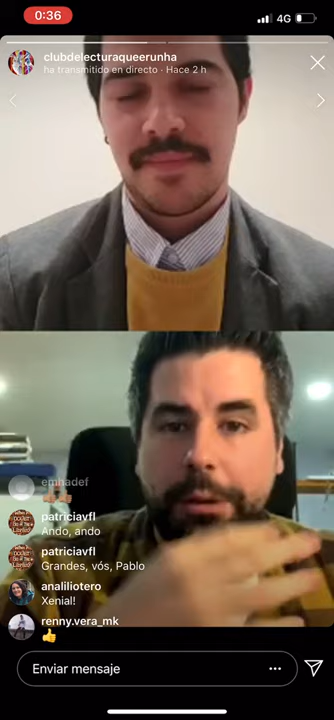 0:36
4G
clubdelecturaqueerunha
ha transmitido en directo · Hace 2 h
emhadef
patriciavfl
Ando, ando
patriciavfl
Grandes, vós, Pablo
analiliotero
Xenial!
renny.vera_mk
Enviar mensaje